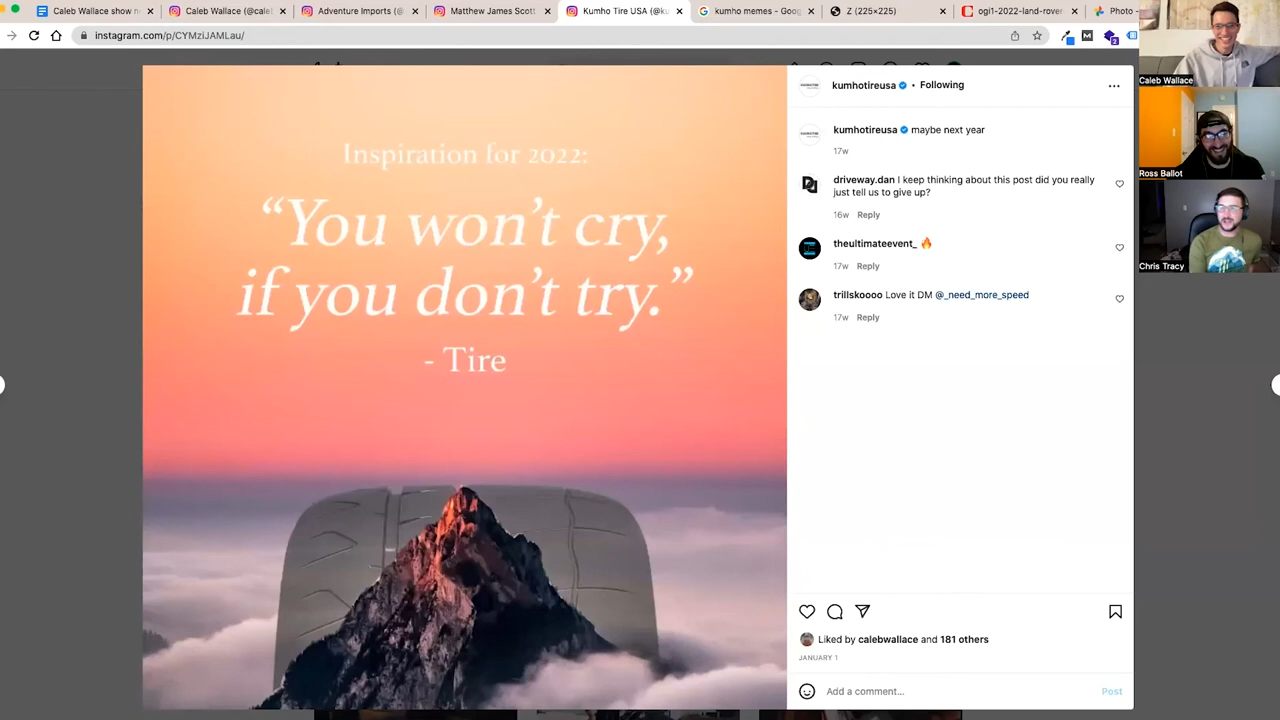 Caleb Wallace show n
Caleb Wallace (@cale
Adventure Imports (@
Matthew James Scott
Kumho Tire USA (@ku
kumho memes - Goog
Z (225×225)
ogi1-2022-land-rover
Photo -
instagram.com/p/CYMziJAMLau/
2
Inspiration for 2022:
“You won’t cry,
if you don’t try.”
- Tire
kumhotireusa • Following
kumhotireusa maybe next year
17w
driveway.dan I keep thinking about this post did you really
just tell us to give up?
16w Reply
theultimateevent_ 🔥
17w Reply
trillskoooo Love it DM @_need_more_speed
17w Reply
Liked by calebwallace and 181 others
JANUARY 1
Add a comment...
Post
Caleb Wallace
Ross Ballot
Chris Tracy